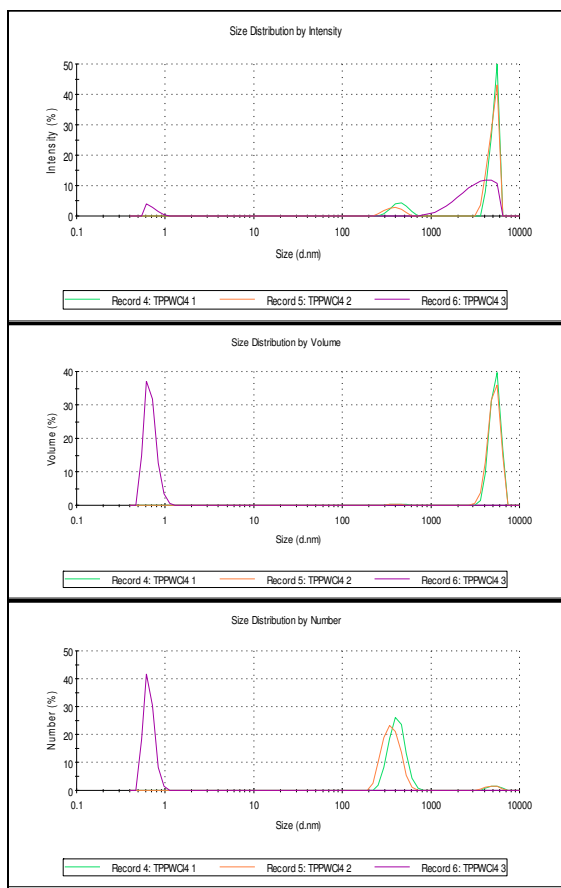 Size Distribution by Intensity
50
40
30
20
10
0
Intensity (%)
0.1 1 10 100 1000 10000
Size (d.nm)
Record 4: TPPWCl4 1 Record 5: TPPWCl4 2 Record 6: TPPWCl4 3
Size Distribution by Volume
40
30
20
10
0
Volume (%)
0.1 1 10 100 1000 10000
Size (d.nm)
Record 4: TPPWCl4 1 Record 5: TPPWCl4 2 Record 6: TPPWCl4 3
Size Distribution by Number
50
40
30
20
10
0
Number (%)
0.1 1 10 100 1000 10000
Size (d.nm)
Record 4: TPPWCl4 1 Record 5: TPPWCl4 2 Record 6: TPPWCl4 3